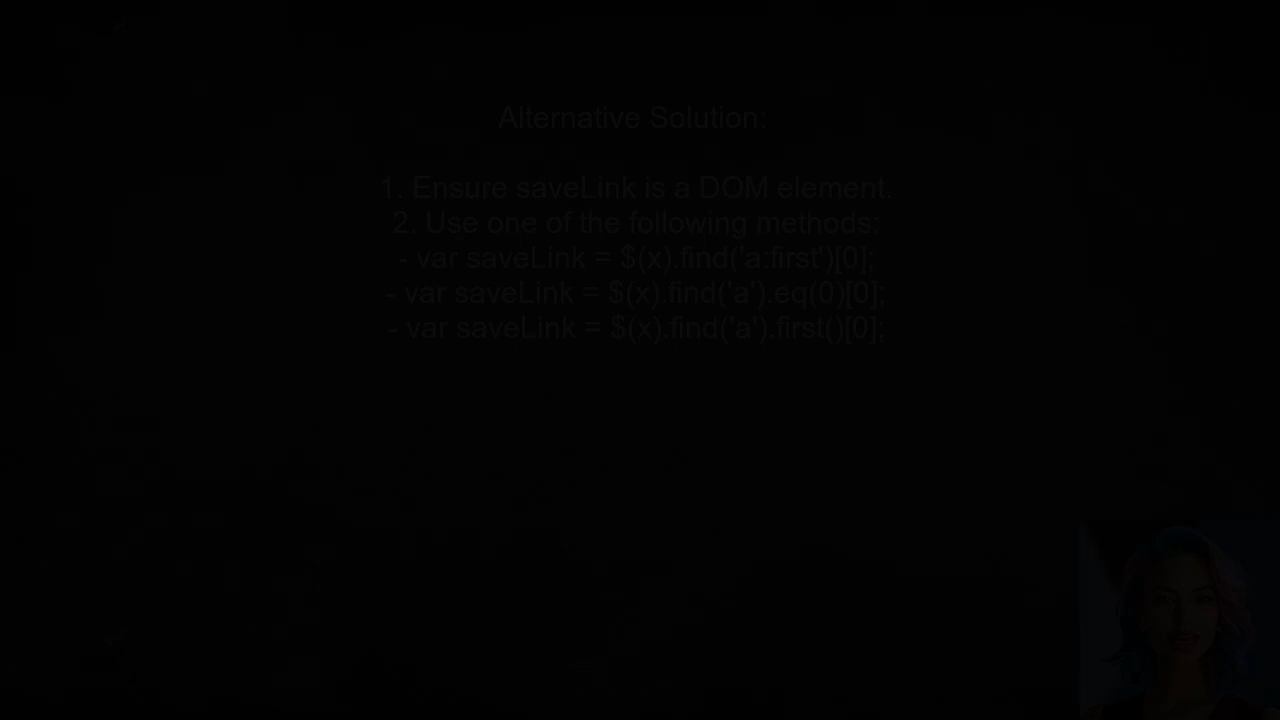 Alternative Solution:
1. Ensure saveLink is a DOM element.
2. Use one of the following methods:
- var saveLink = $(x).find('a:first')[0];
- var saveLink = $(x).find('a').eq(0)[0];
- var saveLink = $(x).find('a').first()[0];